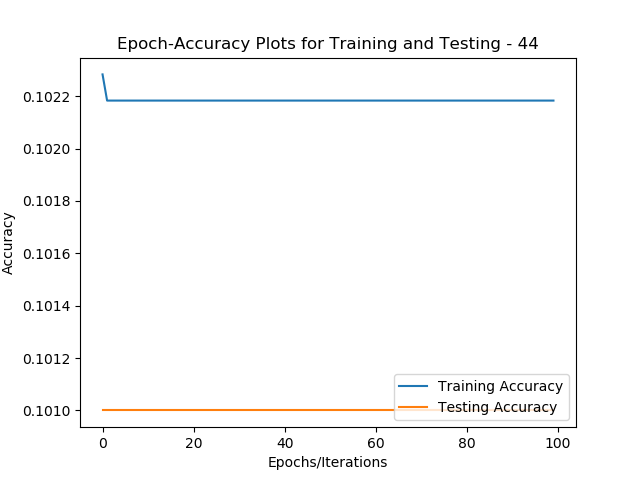 Epoch-Accuracy Plots for Training and Testing - 44
0.1022
0.1020
0.1018
0.1016
0.1014
0.1012
0.1010
Accuracy
Training Accuracy
Testing Accuracy
0 20 40 60 80 100
Epochs/Iterations